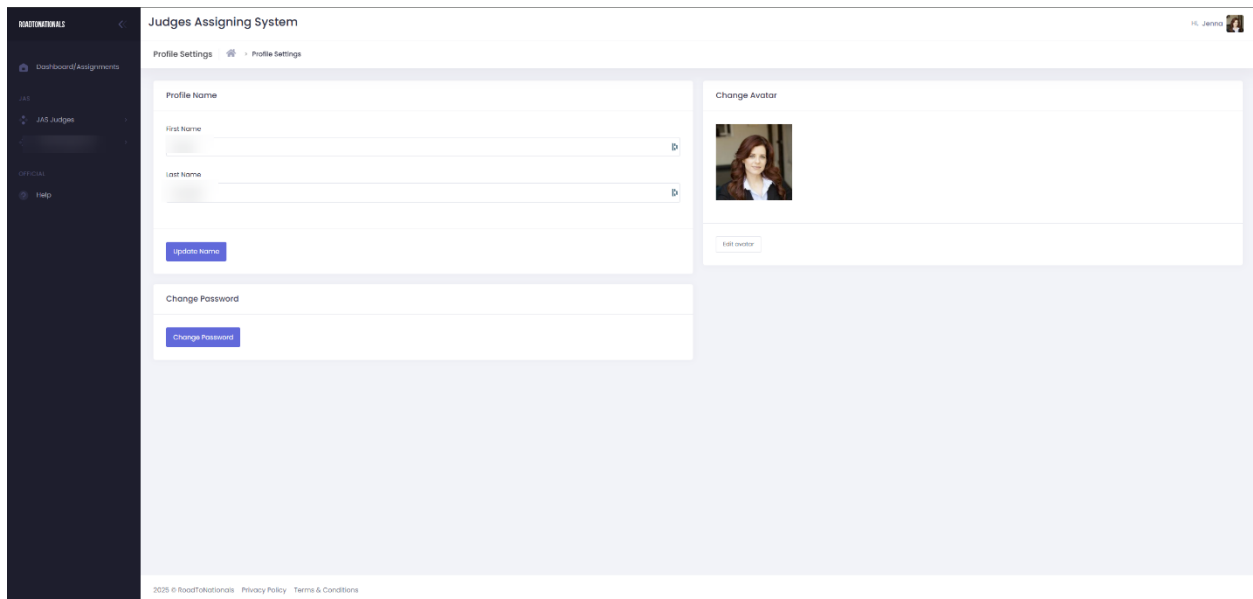 ROADTONATIONALS
Judges Assigning System
Hi, Jenna
Profile Settings
Profile Settings
Dashboard/Assignments
JAS
JAS Judges
OFFICIAL
Help
Profile Name
First Name
Last Name
Update Name
Change Password
Change Password
Change Avatar
Edit avatar
2025 © RoadToNationals Privacy Policy Terms & Conditions